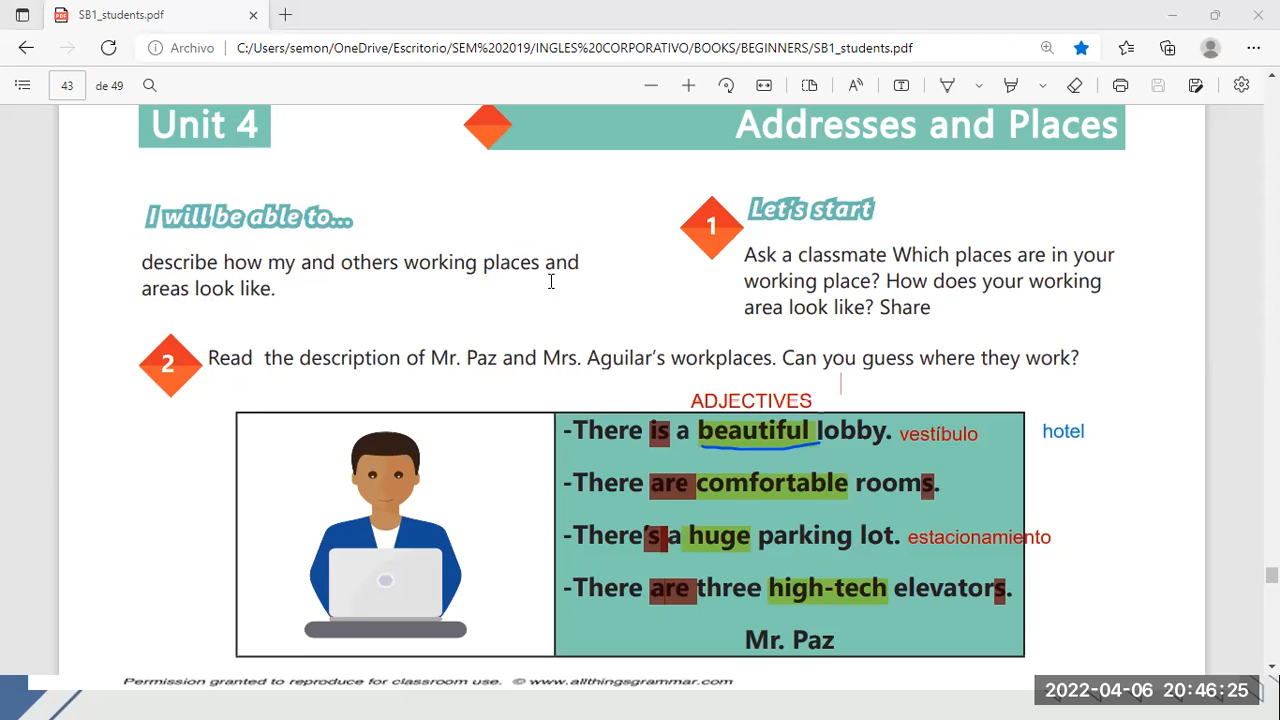 SB1_students.pdf
Archivo
C:/Users/semon/OneDrive/Escritorio/SEM%202019/INGLES%20CORPORATIVO/BOOKS/BEGINNERS/SB1_students.pdf
43 de 49
Unit 4
Addresses and Places
I will be able to...
describe how my and others working places and
areas look like.
1
Let's start
Ask a classmate Which places are in your
working place? How does your working
area look like? Share
2
Read the description of Mr. Paz and Mrs. Aguilar's workplaces. Can you guess where they work?
ADJECTIVES
-There is a beautiful lobby. vestíbulo
hotel
-There are comfortable rooms.
-There's a huge parking lot. estacionamiento
-There are three high-tech elevators.
Mr. Paz
Permission granted to reproduce for classroom use. © www.allthingsgrammar.com
2022-04-06 20:46:25